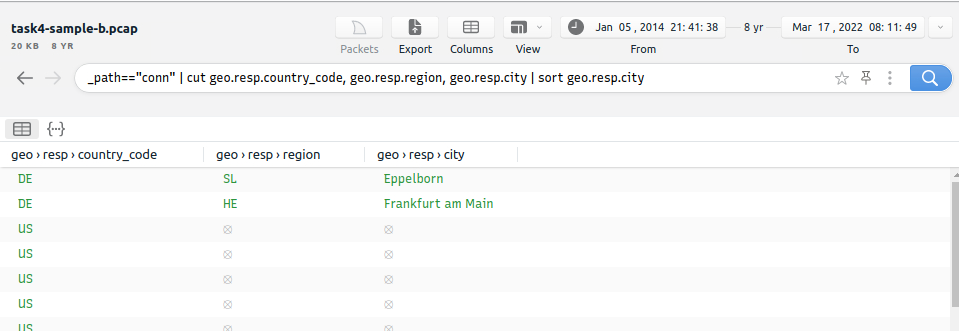 task4-sample-b.pcap
20 KB 8 YR
Packets
Export
Columns
View
Jan 05 , 2014 21 : 41 : 38
From
8 yr
Mar 17 , 2022 08 : 11 : 49
To
_path=="conn" | cut geo.resp.country_code, geo.resp.region, geo.resp.city | sort geo.resp.city
{···}
geo › resp › country_code geo › resp › region geo › resp › city
DE SL Eppelborn
DE HE Frankfurt am Main
US
US
US
US
US